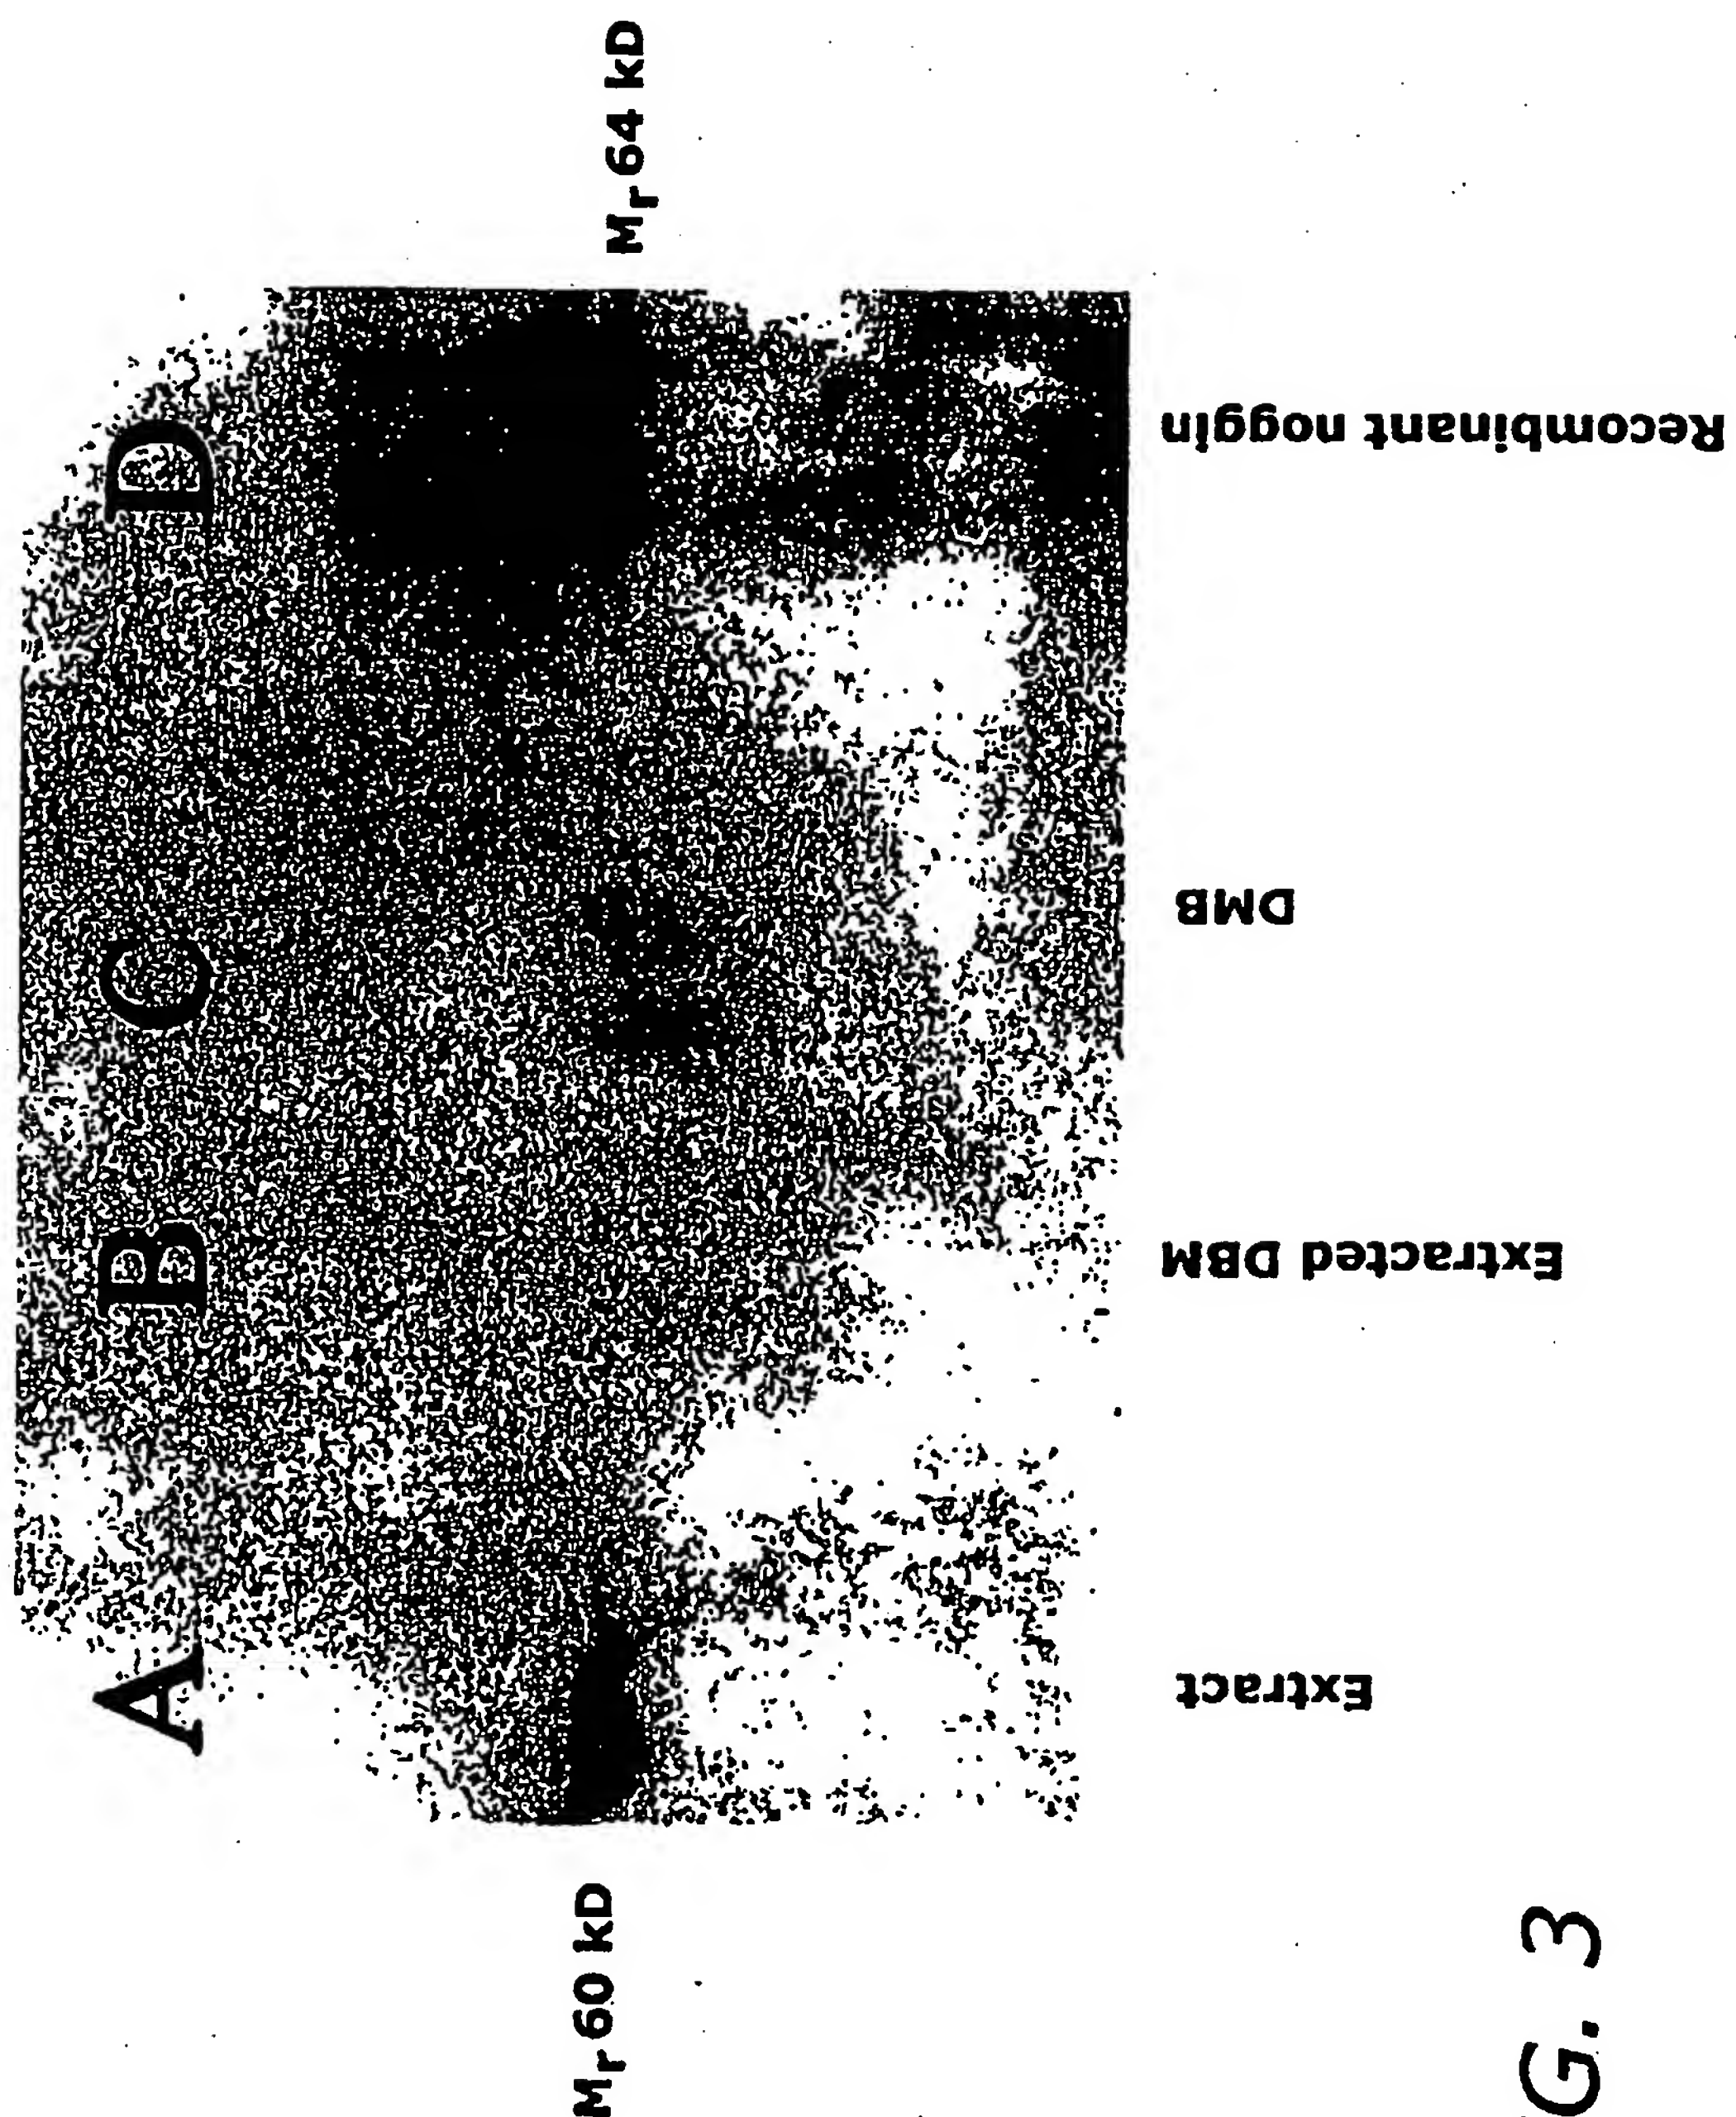 A B C D
Mr 60 kD
Mr 64 kD
Extract
Extracted DBM
DMB
Recombinant noggin
G. 3